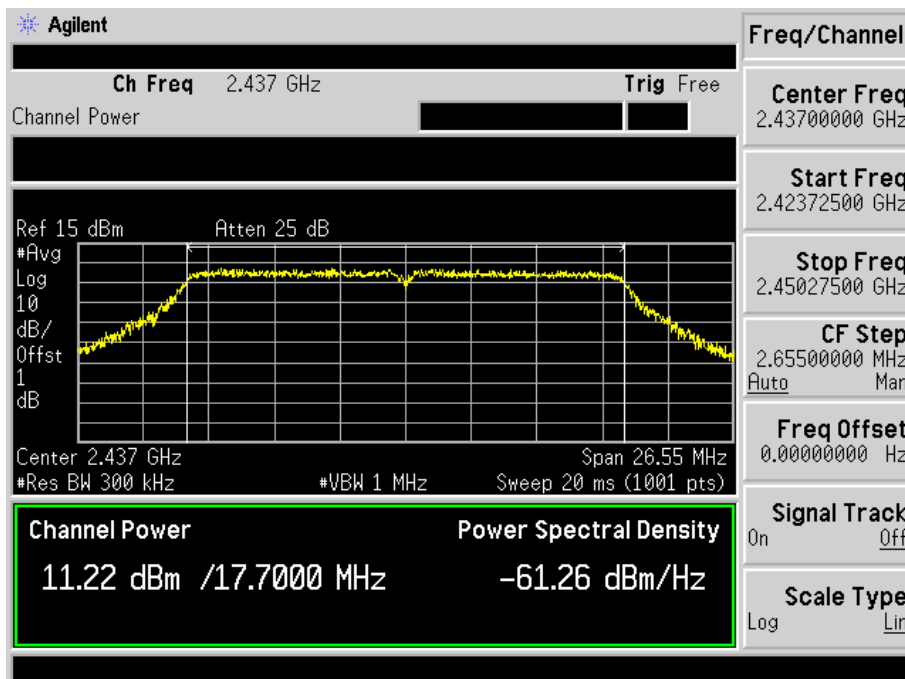 Agilent
Freq/Channel
Ch Freq 2.437 GHz Trig Free
Channel Power
Center Freq
2.43700000 GHz
Start Freq
2.42372500 GHz
Stop Freq
2.45027500 GHz
CF Step
2.65500000 MHz
Auto Man
Freq Offset
0.00000000 Hz
Signal Track
On Off
Scale Type
Log Lin
Ref 15 dBm Atten 25 dB
#Avg
Log
10
dB/
Offst
1
dB
Center 2.437 GHz Span 26.55 MHz
#Res BW 300 kHz #VBW 1 MHz Sweep 20 ms (1001 pts)
Channel Power Power Spectral Density
11.22 dBm /17.7000 MHz -61.26 dBm/Hz